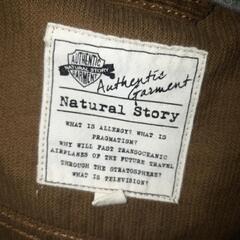 AUTHENTIC
NATURAL STORY
GARMENT
Authentic
Garment
Natural Story
WHAT IS ALLERGY? WHAT IS
PRAGMATISM?
WHY WILL FAST TRANSOCEANIC
AIRPLANES OF THE FUTURE TRAVEL
THROUGH THE STRATOSPHERE?
WHAT IS TELEVISION?